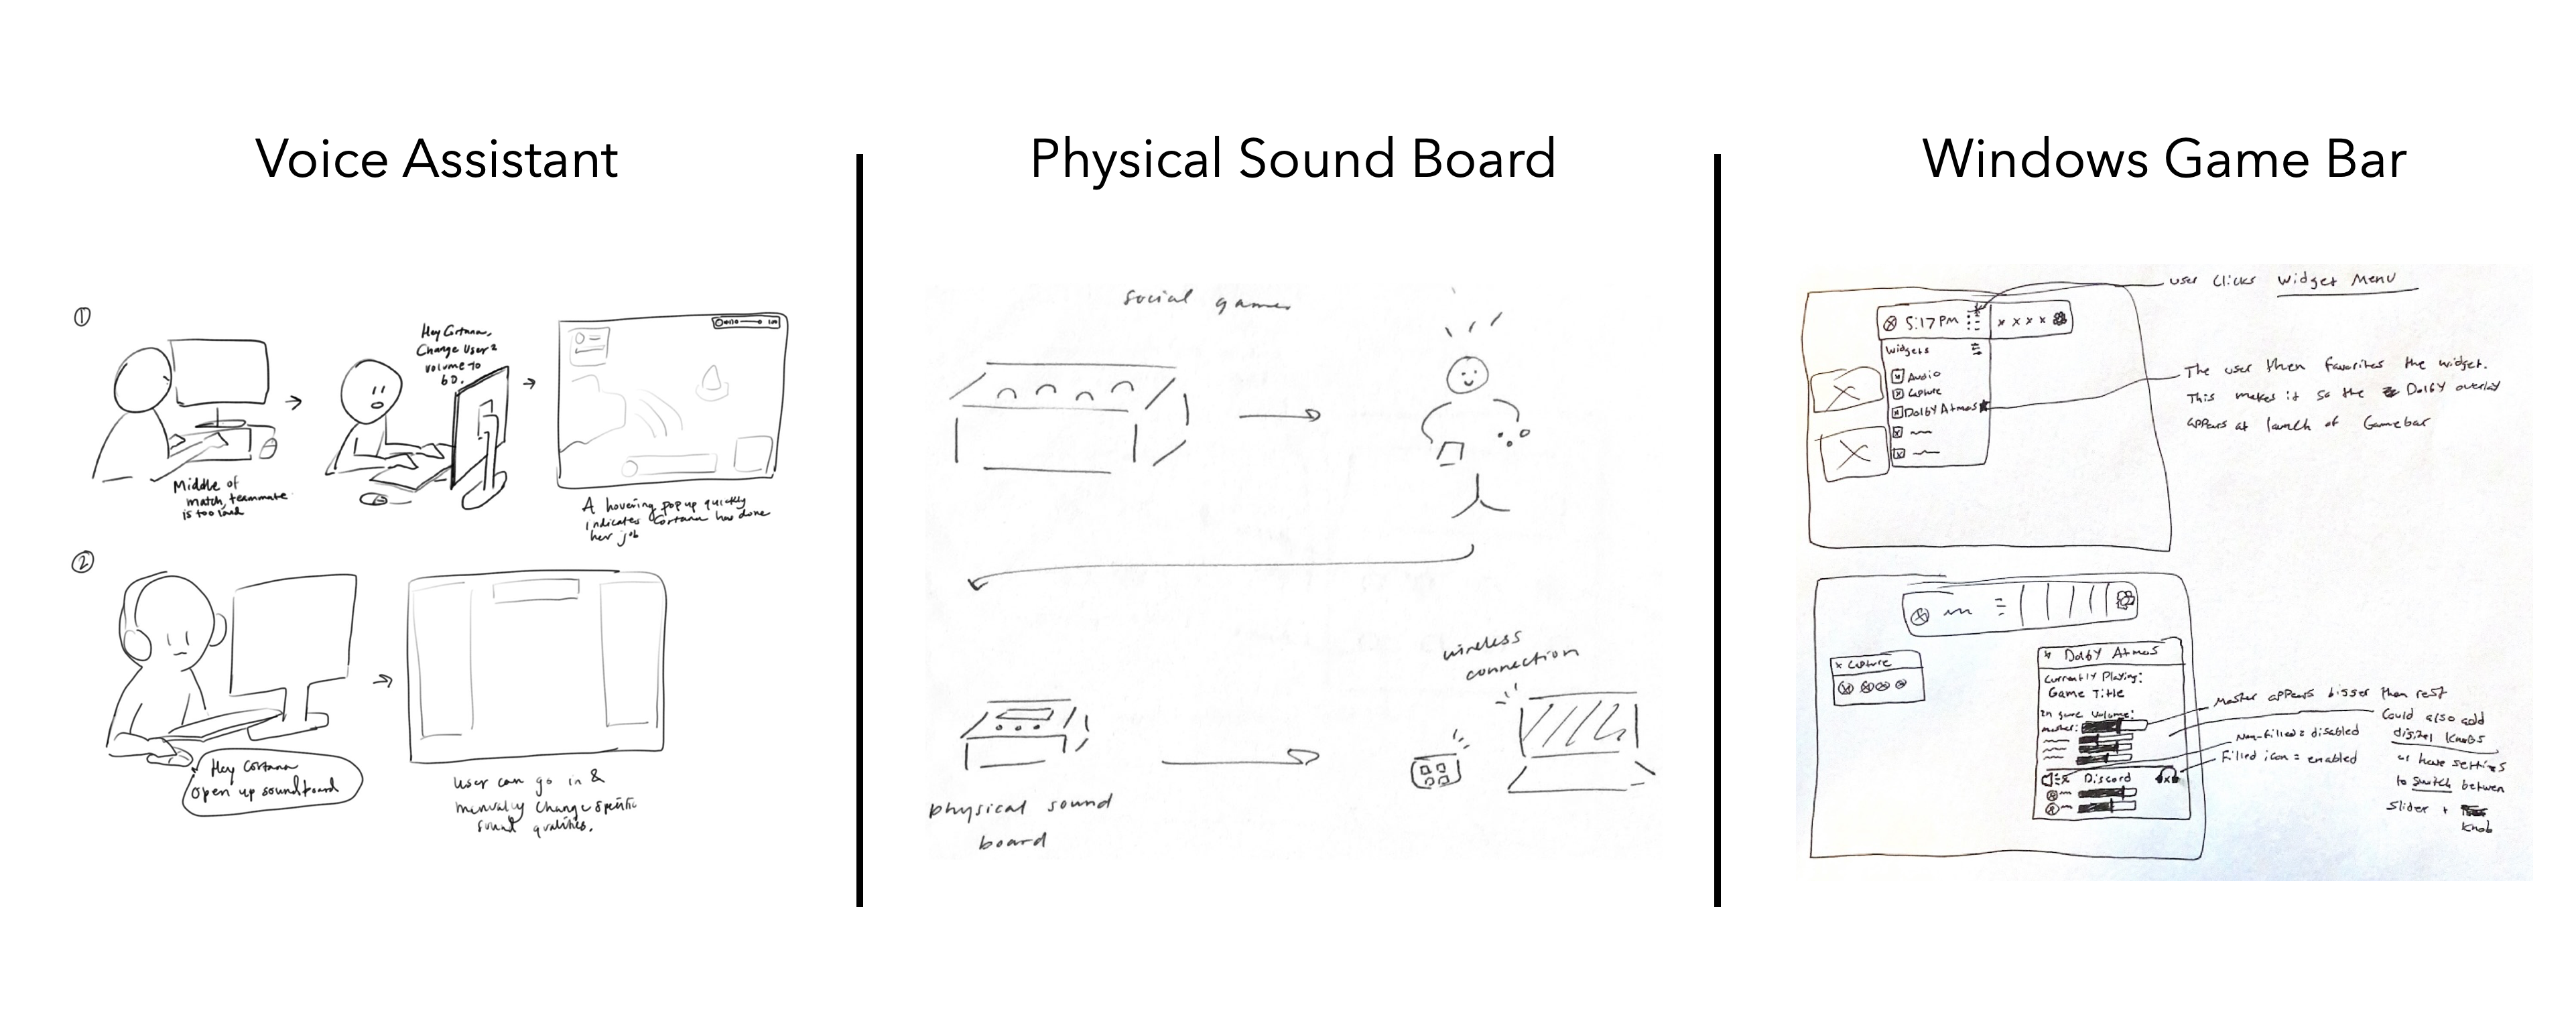 Voice Assistant
①
Hey Cortana,
Change User2
volume to
60.
Middle of
match, teammate
is too loud
A hovering popup quickly
indicates Cortana has done
her job
②
Hey Cortana
open up soundboard
User can go in &
manually change specific
sound qualities.
Physical Sound Board
social gamer
wireless
connection
physical sound
board
Windows Game Bar
user clicks Widget Menu
5:17 PM
Widgets
Audio
Capture
Dolby Atmos
The user then favorites the widget.
This makes it so the Dolby overlay
appears at launch of Gamebar
Capture
Dolby Atmos
Currently Playing:
Game Title
In game volume:
master:
Discord
Master appears bigger than rest
Non-filled = disabled
Filled icon = enabled
Could also add
digital knobs
or have settings
to switch between
Slider +
Knob